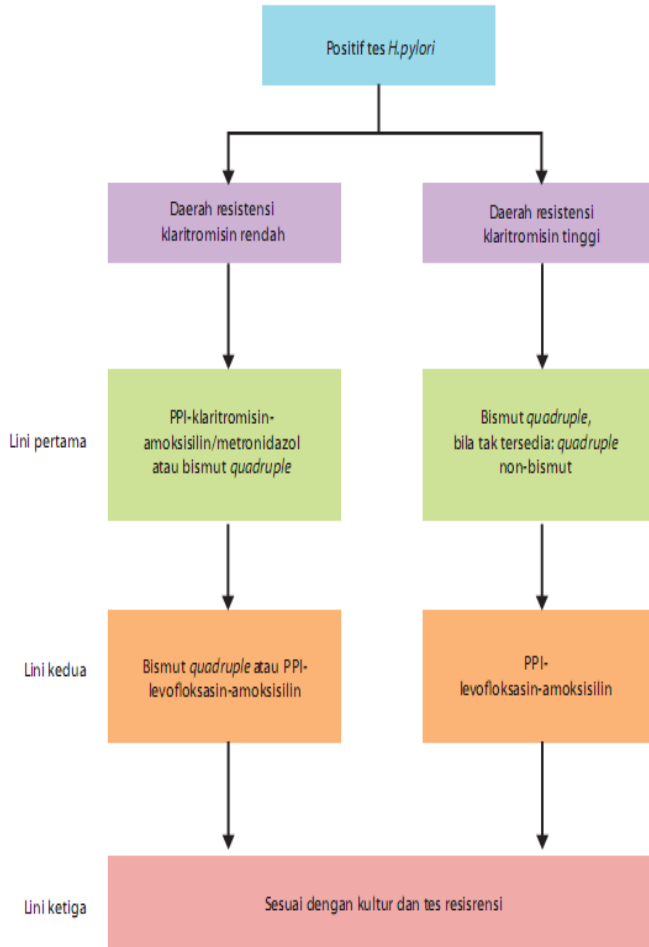 Positif tes H.pylori
Daerah resistensi
klaritromisin rendah
Daerah resistensi
klaritromisin tinggi
Lini pertama
PPI-klaritromisin-
amoksisilin/metronidazol
atau bismut quadruple
Bismut quadruple,
bila tak tersedia: quadruple
non-bismut
Lini kedua
Bismut quadruple atau PPI-
levofloksasin-amoksisilin
PPI-
levofloksasin-amoksisilin
Lini ketiga
Sesuai dengan kultur dan tes resisrensi